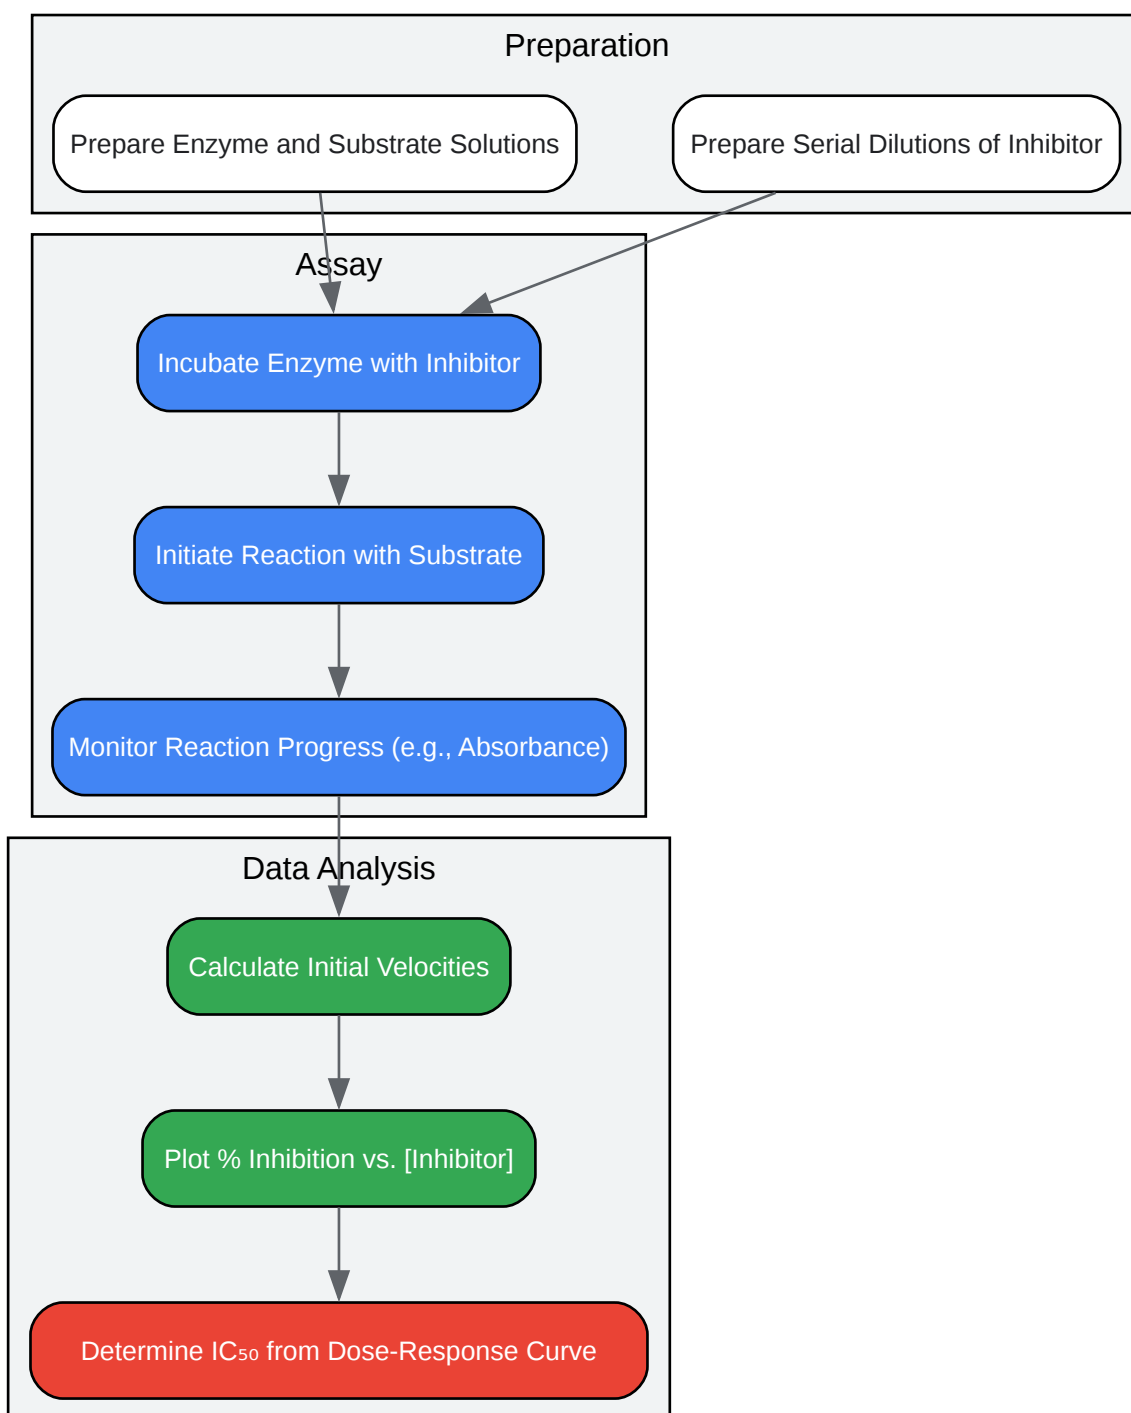 Preparation
Prepare Enzyme and Substrate Solutions
Prepare Serial Dilutions of Inhibitor
Assay
Incubate Enzyme with Inhibitor
Initiate Reaction with Substrate
Monitor Reaction Progress (e.g., Absorbance)
Data Analysis
Calculate Initial Velocities
Plot % Inhibition vs. [Inhibitor]
Determine IC₅₀ from Dose-Response Curve